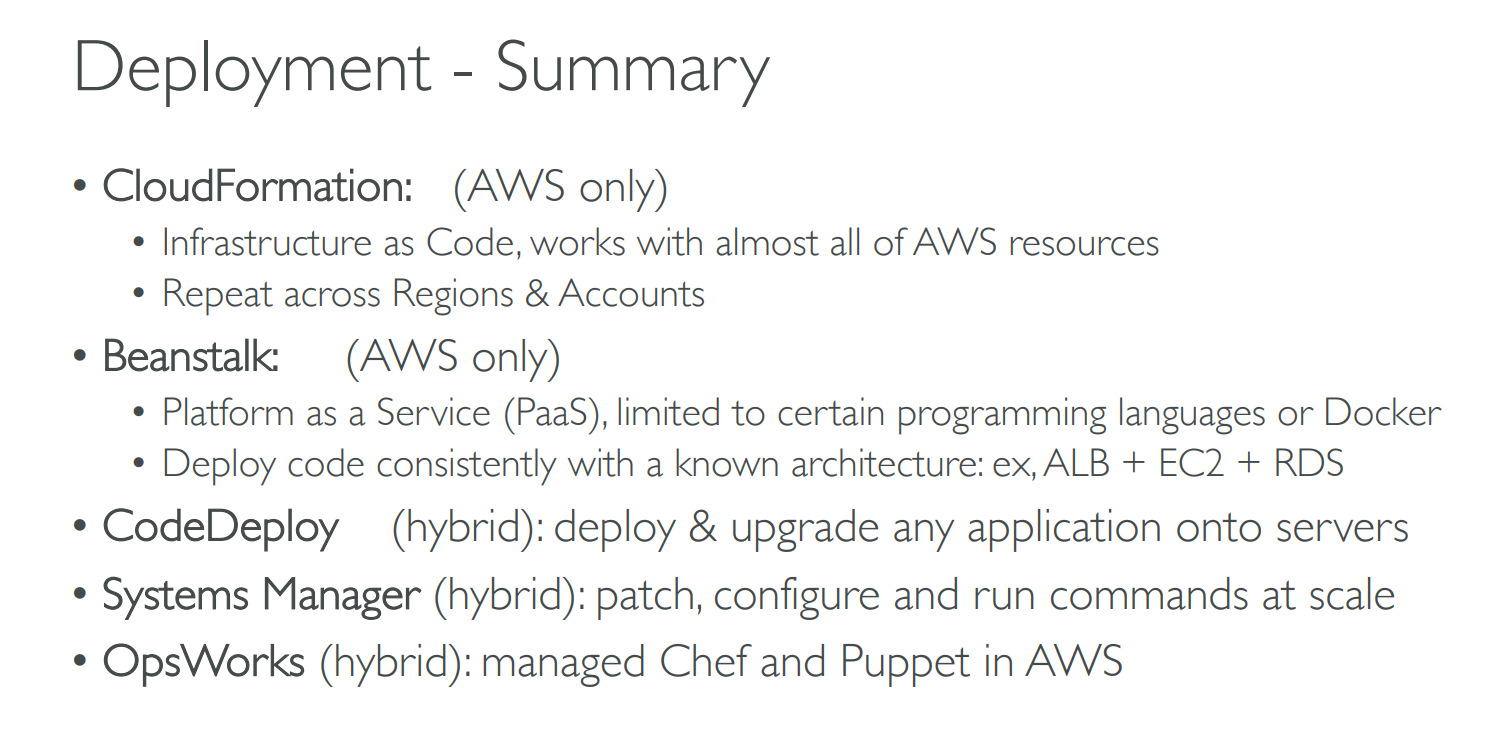 Deployment - Summary
• CloudFormation: (AWS only)
• Infrastructure as Code, works with almost all of AWS resources
• Repeat across Regions & Accounts
• Beanstalk: (AWS only)
• Platform as a Service (PaaS), limited to certain programming languages or Docker
• Deploy code consistently with a known architecture: ex, ALB + EC2 + RDS
• CodeDeploy (hybrid): deploy & upgrade any application onto servers
• Systems Manager (hybrid): patch, configure and run commands at scale
• OpsWorks (hybrid): managed Chef and Puppet in AWS